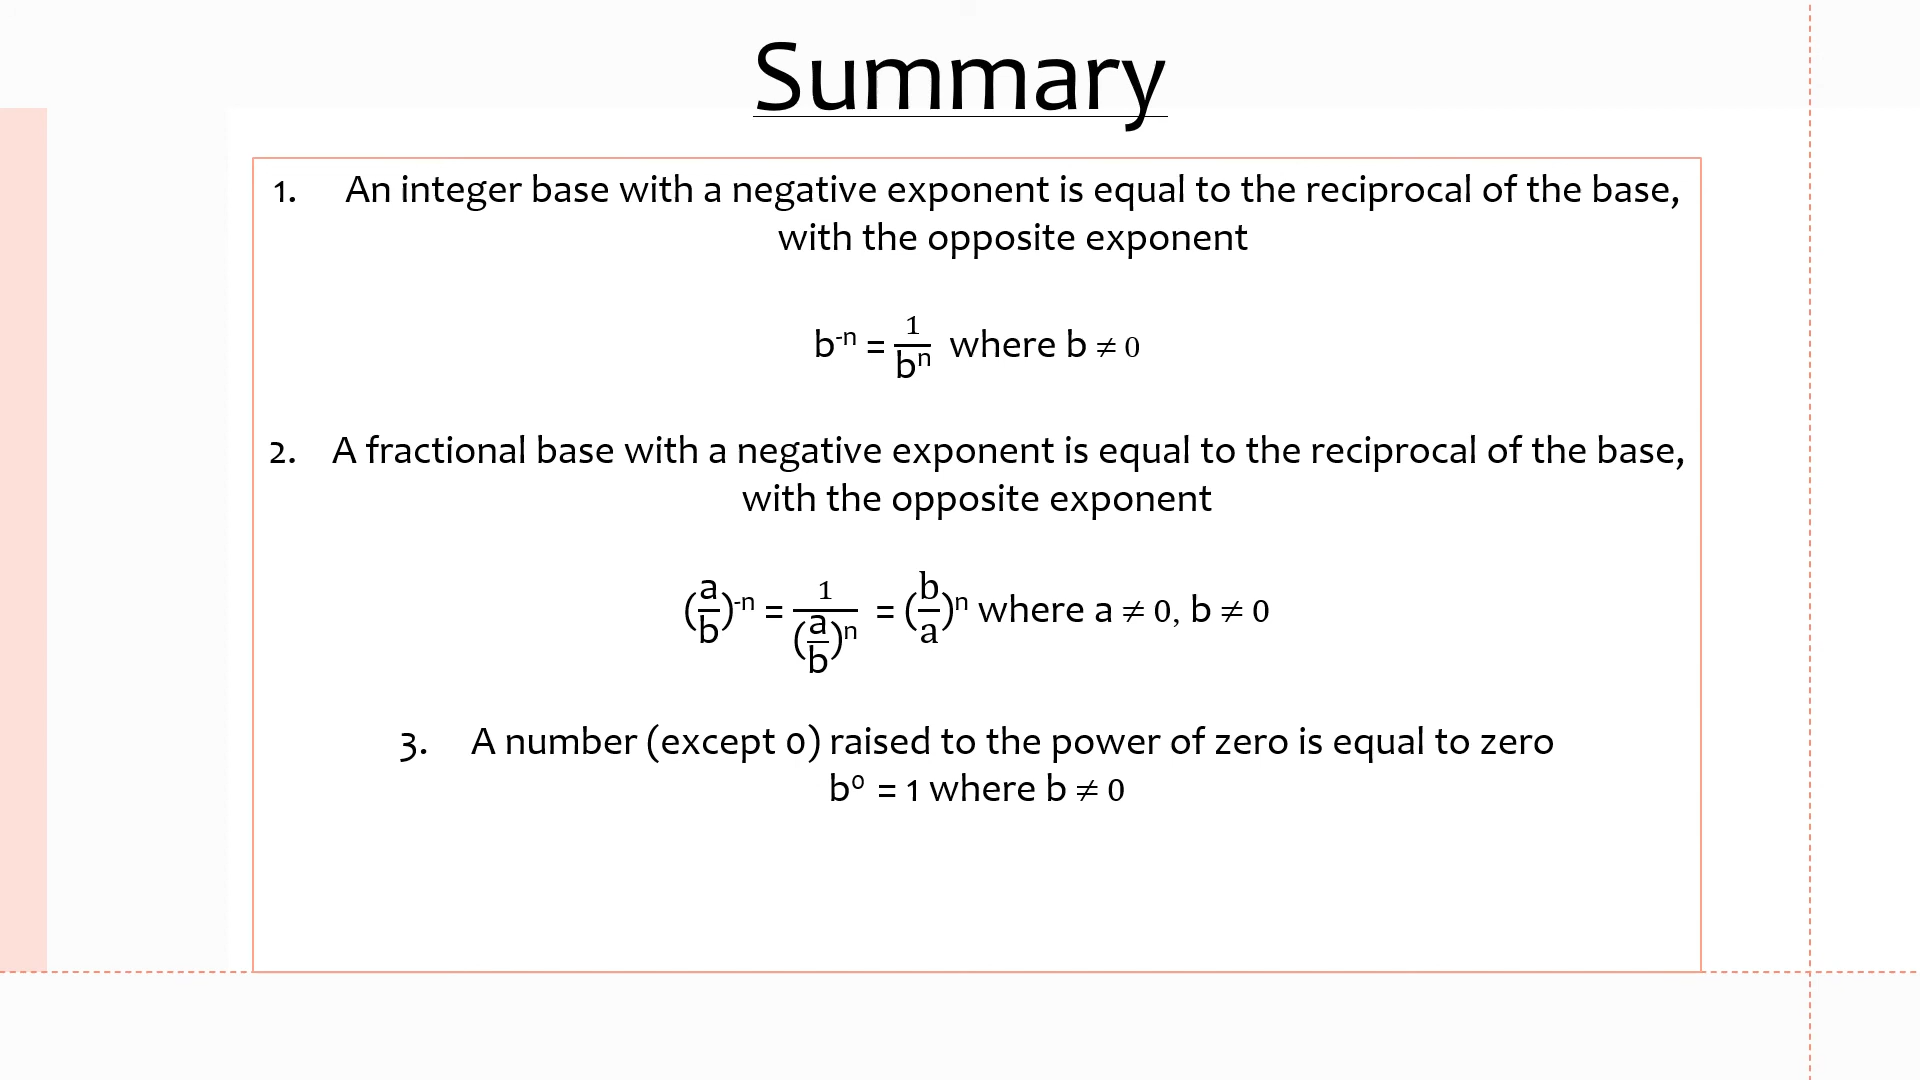 Summary
1. An integer base with a negative exponent is equal to the reciprocal of the base,
with the opposite exponent
b⁻ⁿ = 1/bⁿ where b ≠ 0
2. A fractional base with a negative exponent is equal to the reciprocal of the base,
with the opposite exponent
(a/b)⁻ⁿ = 1/(a/b)ⁿ = (b/a)ⁿ where a ≠ 0, b ≠ 0
3. A number (except 0) raised to the power of zero is equal to zero
b⁰ = 1 where b ≠ 0